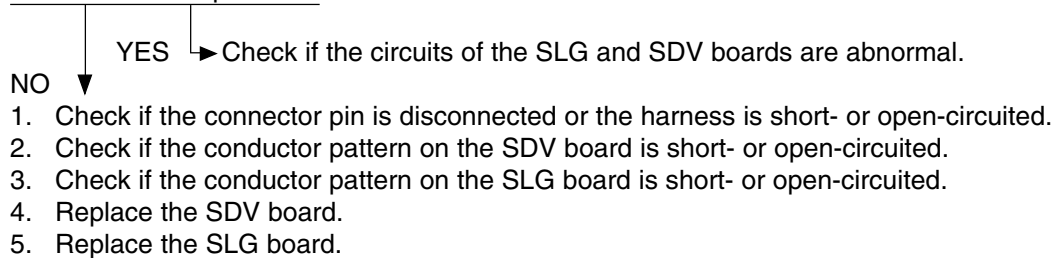 YES Check if the circuits of the SLG and SDV boards are abnormal.
NO
1. Check if the connector pin is disconnected or the harness is short- or open-circuited.
2. Check if the conductor pattern on the SDV board is short- or open-circuited.
3. Check if the conductor pattern on the SLG board is short- or open-circuited.
4. Replace the SDV board.
5. Replace the SLG board.